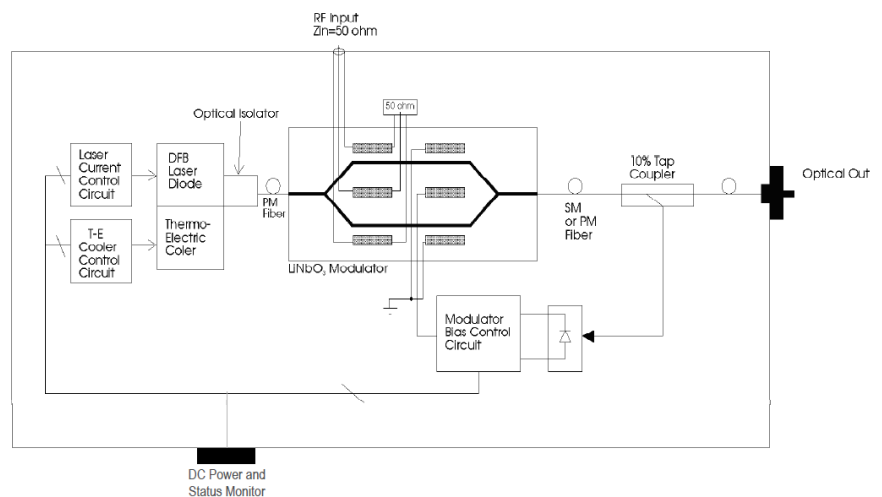 RF Input
Zin=50 ohm
50 ohm
Optical Isolator
Laser
Current
Control
Circuit
DFB
Laser
Diode
10% Tap
Coupler
Optical Out
PM
Fiber
SM
or PM
Fiber
T-E
Cooler
Control
Circuit
Thermo-
Electric
Coler
LiNbO₃ Modulator
Modulator
Bias Control
Circuit
DC Power and
Status Monitor